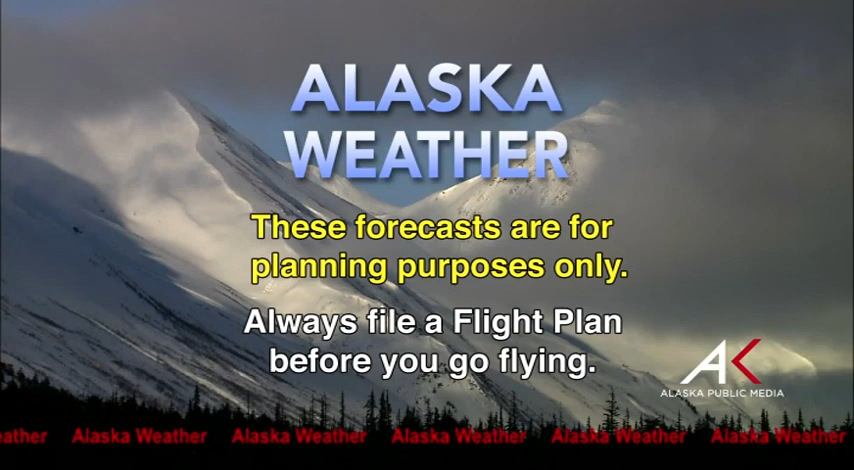 ALASKA
WEATHER
These forecasts are for
planning purposes only.
Always file a Flight Plan
before you go flying.
AK
ALASKA PUBLIC MEDIA
eather Alaska Weather Alaska Weather Alaska Weather Alaska Weather Alaska Weather